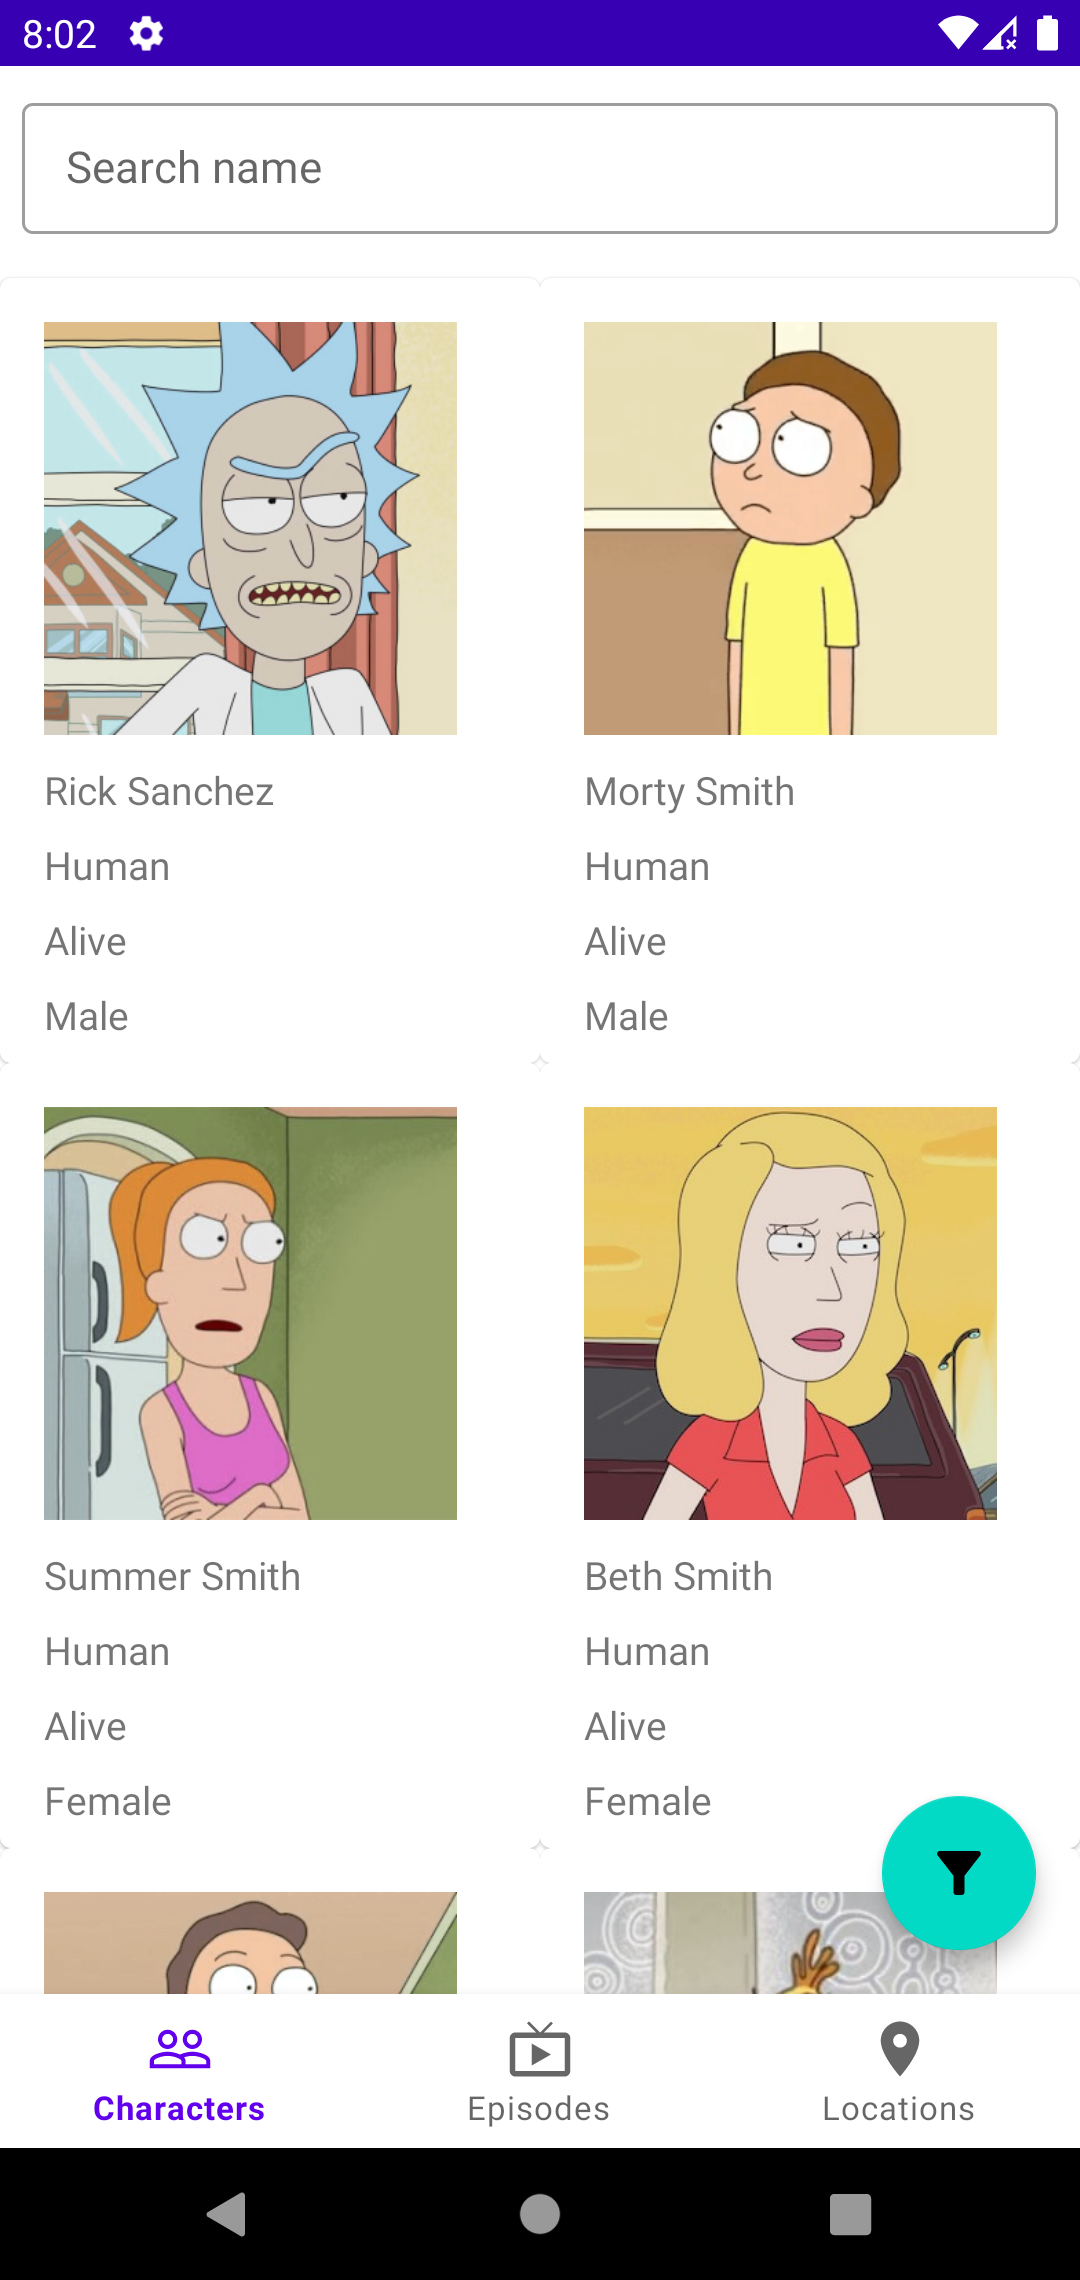 8:02
Search name
Rick Sanchez
Human
Alive
Male
Morty Smith
Human
Alive
Male
Summer Smith
Human
Alive
Female
Beth Smith
Human
Alive
Female
Characters
Episodes
Locations